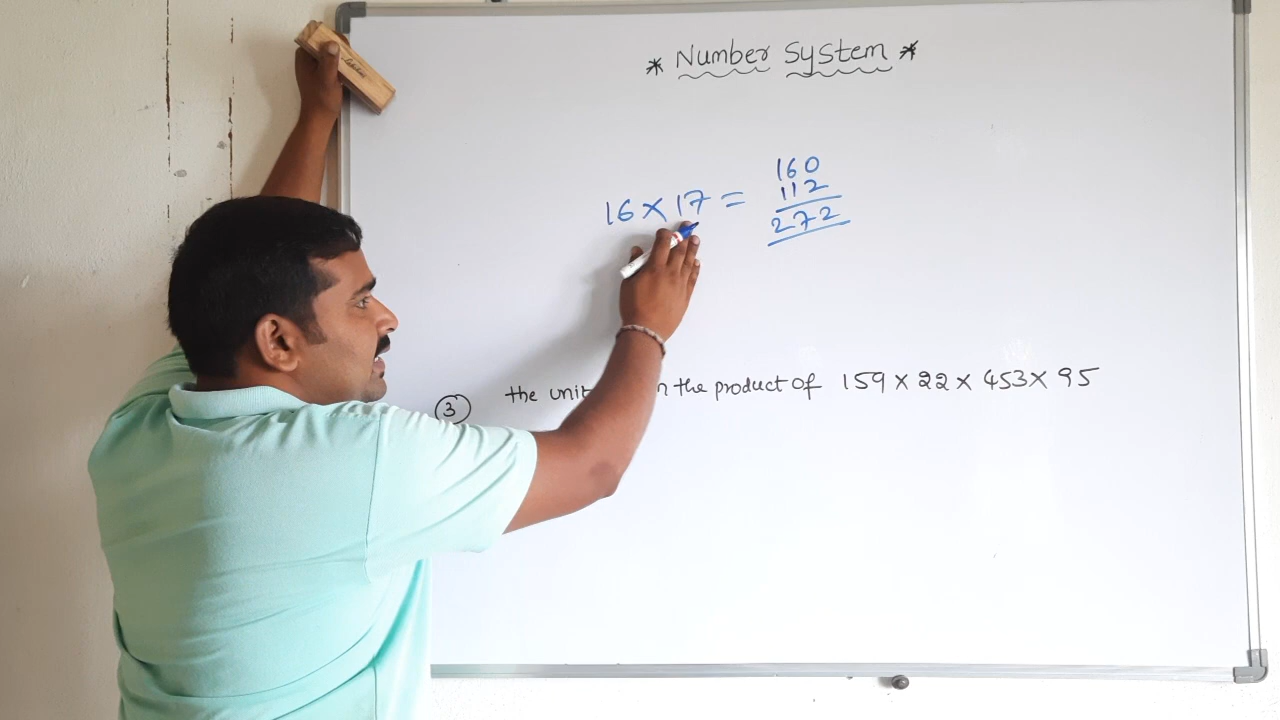 * Number System *
16 × 17 =
160
112
272
3 the unit the product of 159 × 22 × 453 × 95